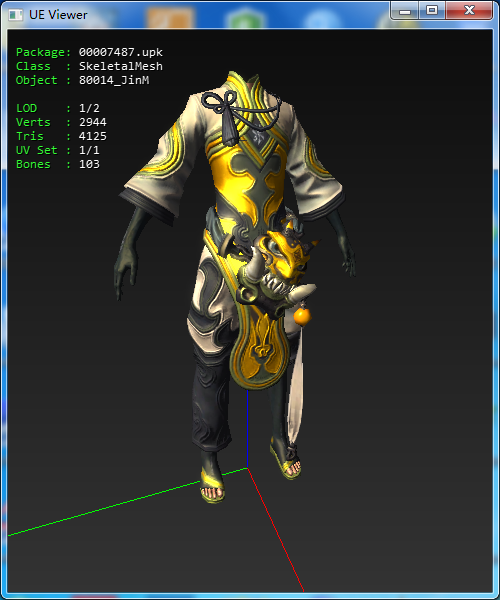 UE Viewer
Package: 00007487.upk
Class : SkeletalMesh
Object : 80014_JinM
LOD : 1/2
Verts : 2944
Tris : 4125
UV Set : 1/1
Bones : 103